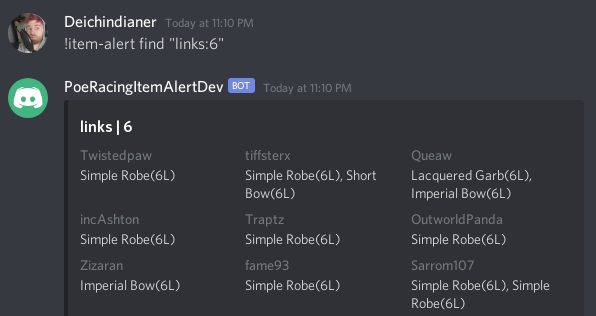 Deichindianer Today at 11:10 PM
!item-alert find "links:6"
PoeRacingItemAlertDev BOT Today at 11:10 PM
links | 6
Twistedpaw
Simple Robe(6L)
tiffsterx
Simple Robe(6L), Short
Bow(6L)
Queaw
Lacquered Garb(6L),
Imperial Bow(6L)
incAshton
Simple Robe(6L)
Traptz
Simple Robe(6L)
OutworldPanda
Simple Robe(6L)
Zizaran
Imperial Bow(6L)
fame93
Simple Robe(6L)
Sarrom107
Simple Robe(6L), Simple
Robe(6L)